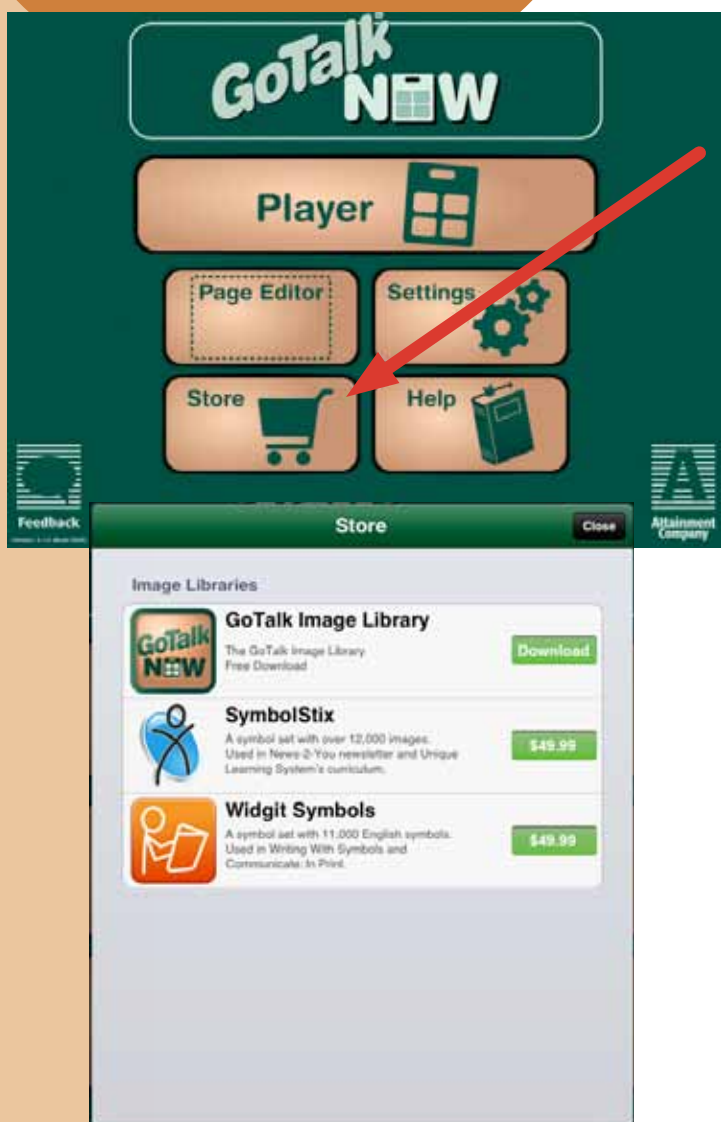 GoTalk
NOW
Player
Page Editor
Settings
Store
Help
Feedback
Attainment
Company
Store
Close
Image Libraries
GoTalk
NOW
GoTalk Image Library
The GoTalk Image Library
Free Download
Download
SymbolStix
A symbol set with over 12,000 images.
Used in News-2-You newsletter and Unique
Learning System's curriculum.
$49.99
Widgit Symbols
A symbol set with 11,000 English symbols.
Used in Writing With Symbols and
Communicate: In Print.
$49.99